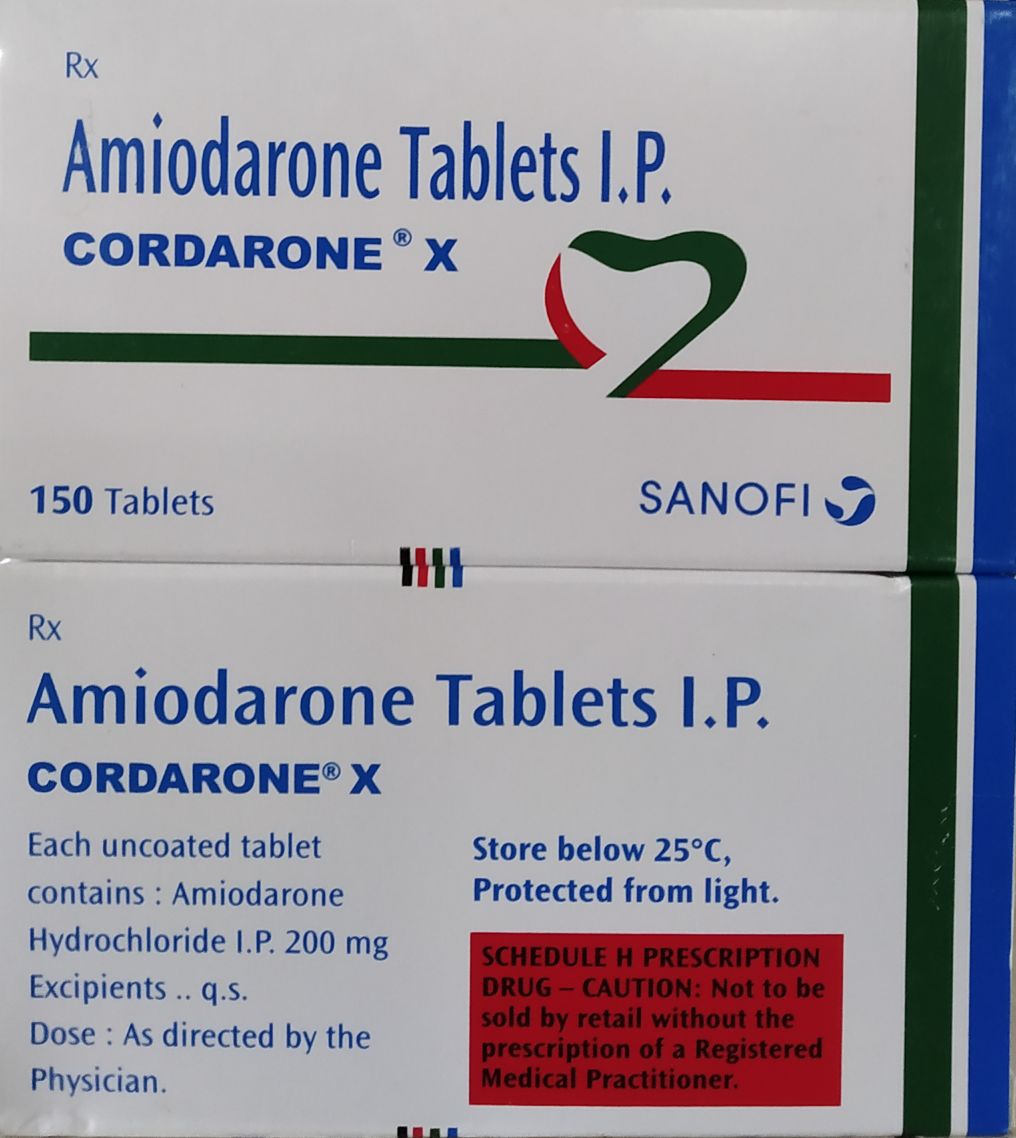 Rx
Amiodarone Tablets I.P.
CORDARONE® X
150 Tablets
SANOFI
Rx
Amiodarone Tablets I.P.
CORDARONE® X
Each uncoated tablet
contains : Amiodarone
Hydrochloride I.P. 200 mg
Excipients .. q.s.
Dose : As directed by the
Physician.
Store below 25°C,
Protected from light.
SCHEDULE H PRESCRIPTION
DRUG – CAUTION: Not to be
sold by retail without the
prescription of a Registered
Medical Practitioner.